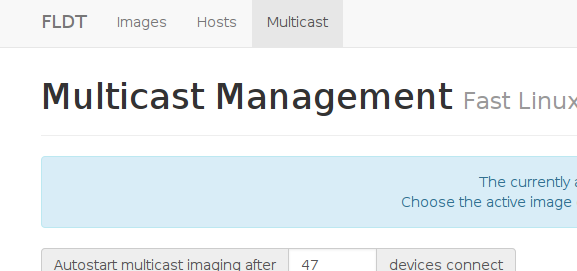 FLDT Images Hosts Multicast
Multicast Management Fast Linux
The currently
Choose the active image
Autostart multicast imaging after 47 devices connect